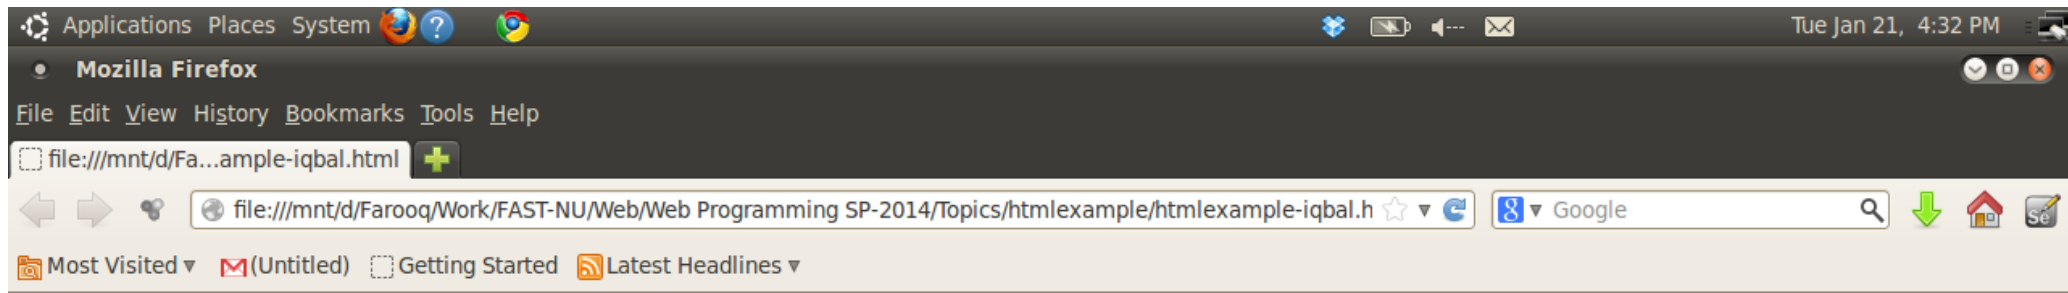 Applications Places System ? Tue Jan 21, 4:32 PM
Mozilla Firefox
File Edit View History Bookmarks Tools Help
file:///mnt/d/Fa...ample-iqbal.html
file:///mnt/d/Farooq/Work/FAST-NU/Web/Web Programming SP-2014/Topics/htmlexample/htmlexample-iqbal.h 8 Google Se
Most Visited (Untitled) Getting Started Latest Headlines